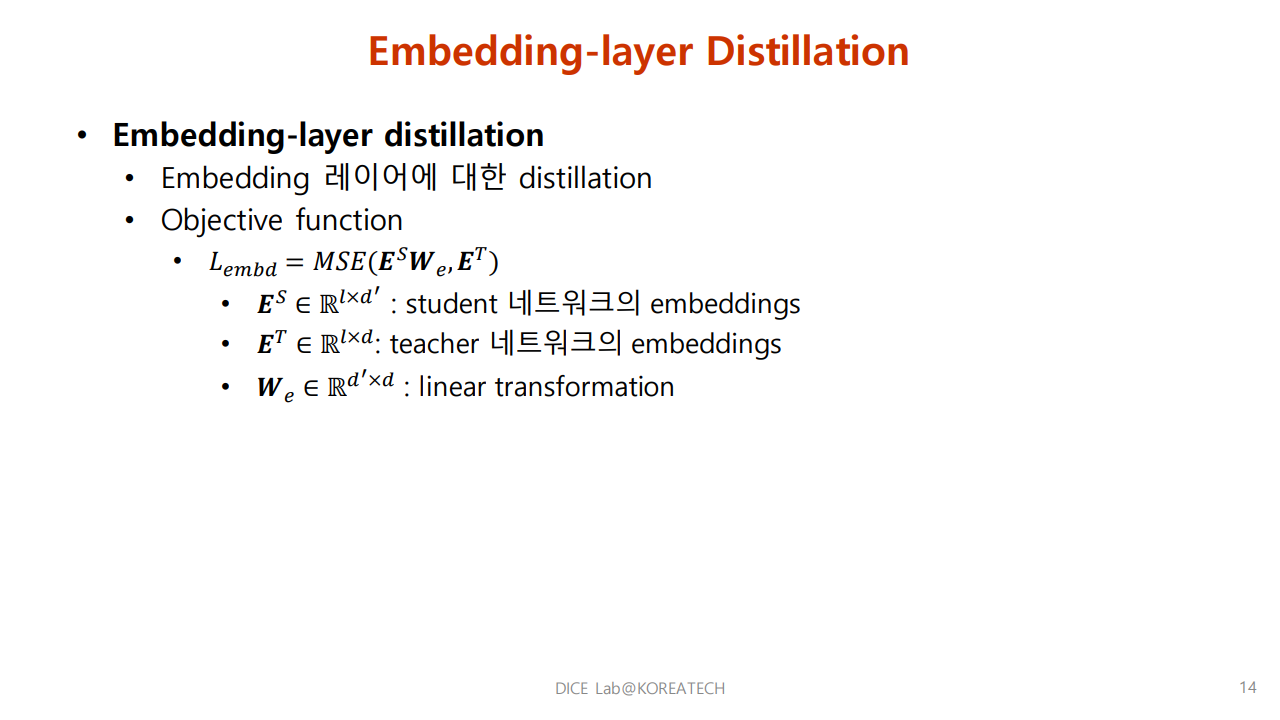 Embedding-layer Distillation
• Embedding-layer distillation
• Embedding 레이어에 대한 distillation
• Objective function
• $L_{embd} = MSE(\boldsymbol{E}^S \boldsymbol{W}_e, \boldsymbol{E}^T)$
• $\boldsymbol{E}^S \in \mathbb{R}^{l \times d'}$ : student 네트워크의 embeddings
• $\boldsymbol{E}^T \in \mathbb{R}^{l \times d}$: teacher 네트워크의 embeddings
• $\boldsymbol{W}_e \in \mathbb{R}^{d' \times d}$ : linear transformation
DICE Lab@KOREATECH
14